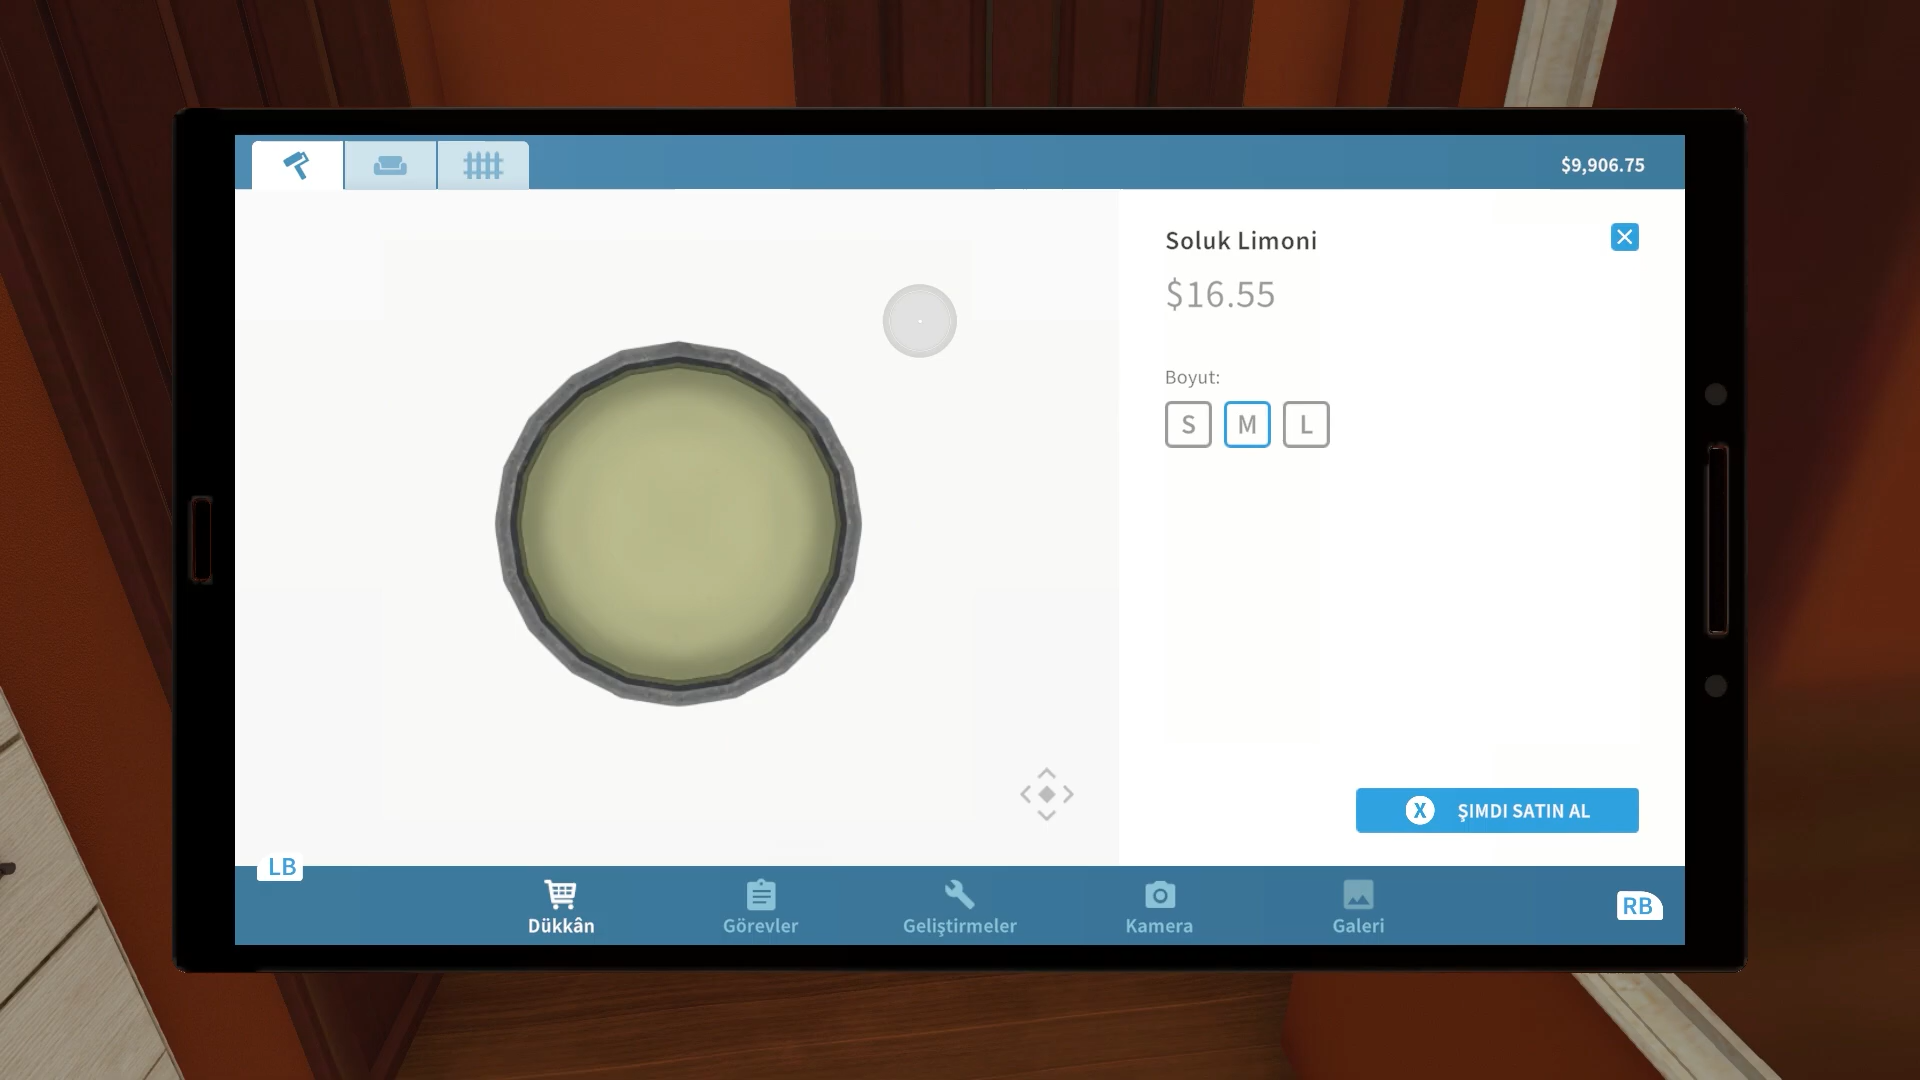 $9,906.75
Soluk Limoni
$16.55
Boyut:
S M L
X ŞIMDI SATIN AL
LB
RB
Dükkân Görevler Geliştirmeler Kamera Galeri